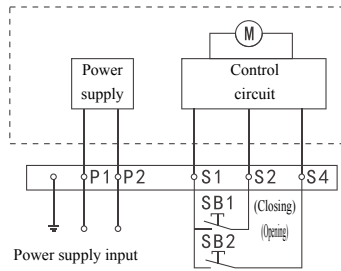 M
Power
supply
Control
circuit
P1 P2 S1 S2 S4
SB1 (Closing)
(Opening)
SB2
Power supply input